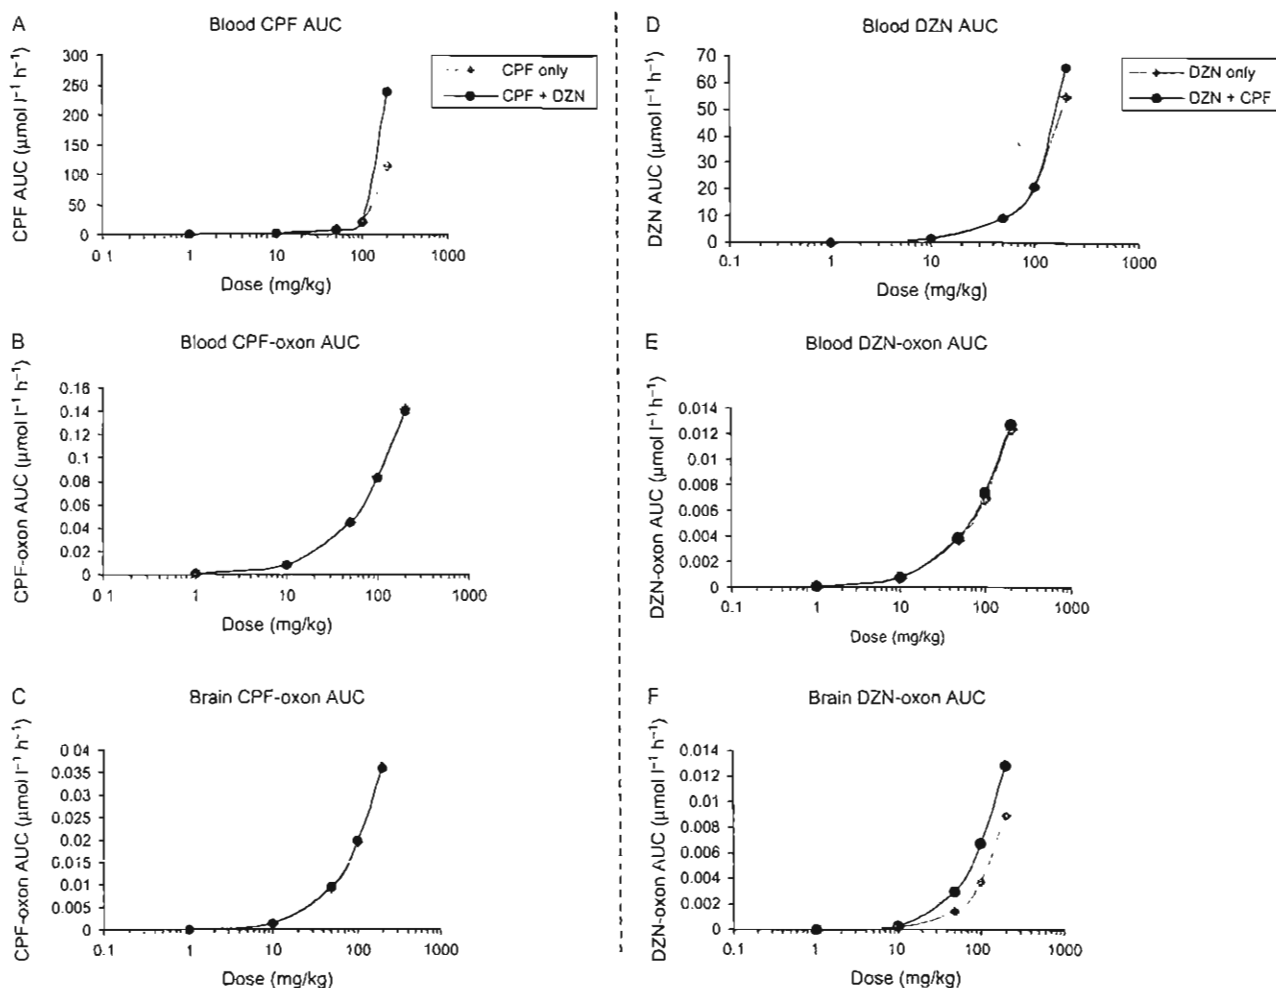 A
Blood CPF AUC
CPF AUC (µmol l⁻¹ h⁻¹)
300
250
200
150
100
50
0
0 1
1
10
100
1000
Dose (mg/kg)
CPF only
CPF + DZN
B
Blood CPF-oxon AUC
CPF-oxon AUC (µmol l⁻¹ h⁻¹)
0.16
0.14
0.12
0.1
0.08
0.06
0.04
0.02
0
0.1
1
10
100
1000
Dose (mg/kg)
C
Brain CPF-oxon AUC
CPF-oxon AUC (µmol l⁻¹ h⁻¹)
0 04
0.035
0.03
0.025
0.02
0.015
0.01
0.005
0
0.1
1
10
100
1000
Dose (mg/kg)
D
Blood DZN AUC
DZN AUC (µmol l⁻¹ h⁻¹)
70
60
50
40
30
20
10
0
0.1
1
10
100
1000
Dose (mg/kg)
DZN only
DZN + CPF
E
Blood DZN-oxon AUC
DZN-oxon AUC (µmol l⁻¹ h⁻¹)
0.014
0.012
0.01
0.008
0.006
0.004
0.002
0
0.1
1
10
100
1000
Dose (mg/kg)
F
Brain DZN-oxon AUC
DZN-oxon AUC (µmol l⁻¹ h⁻¹)
0.014
0.012
0.01
0.008
0.006
0.004
0.002
0
0.1
1
10
100
1000
Dose (mg/kg)